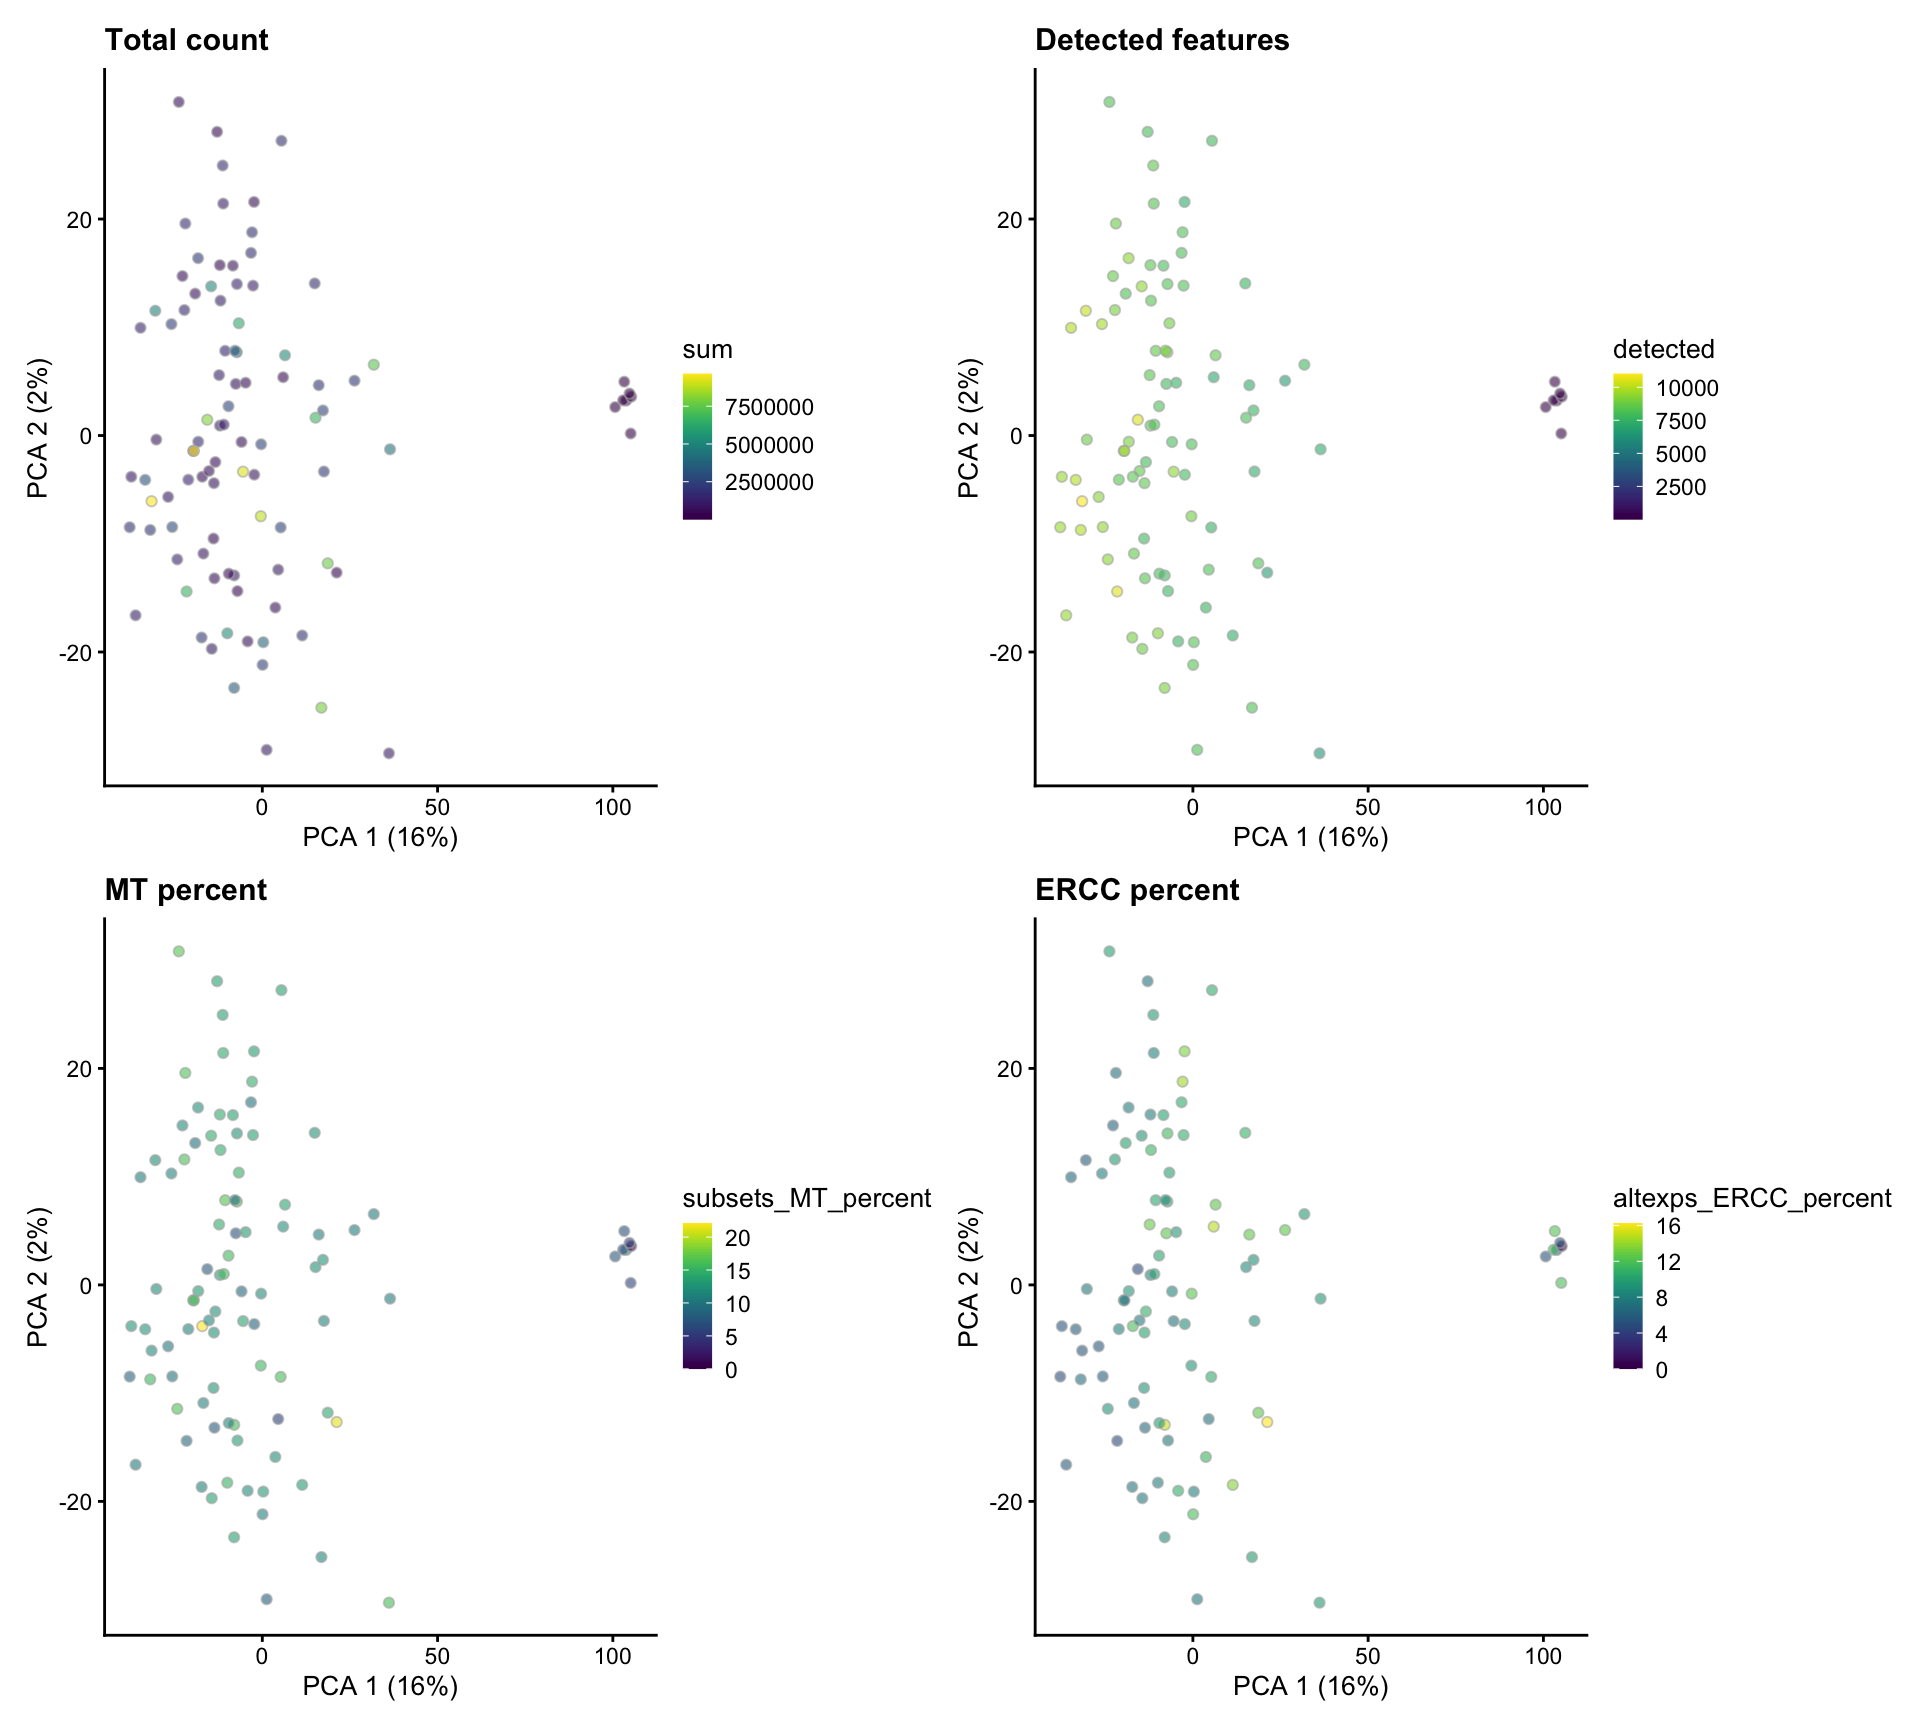 Total count
PCA 2 (2%)
20
0
-20
0
50
100
PCA 1 (16%)
sum
7500000
5000000
2500000
Detected features
PCA 2 (2%)
20
0
-20
0
50
100
PCA 1 (16%)
detected
10000
7500
5000
2500
MT percent
PCA 2 (2%)
20
0
-20
0
50
100
PCA 1 (16%)
subsets_MT_percent
20
15
10
5
0
ERCC percent
PCA 2 (2%)
20
0
-20
0
50
100
PCA 1 (16%)
altexps_ERCC_percent
16
12
8
4
0